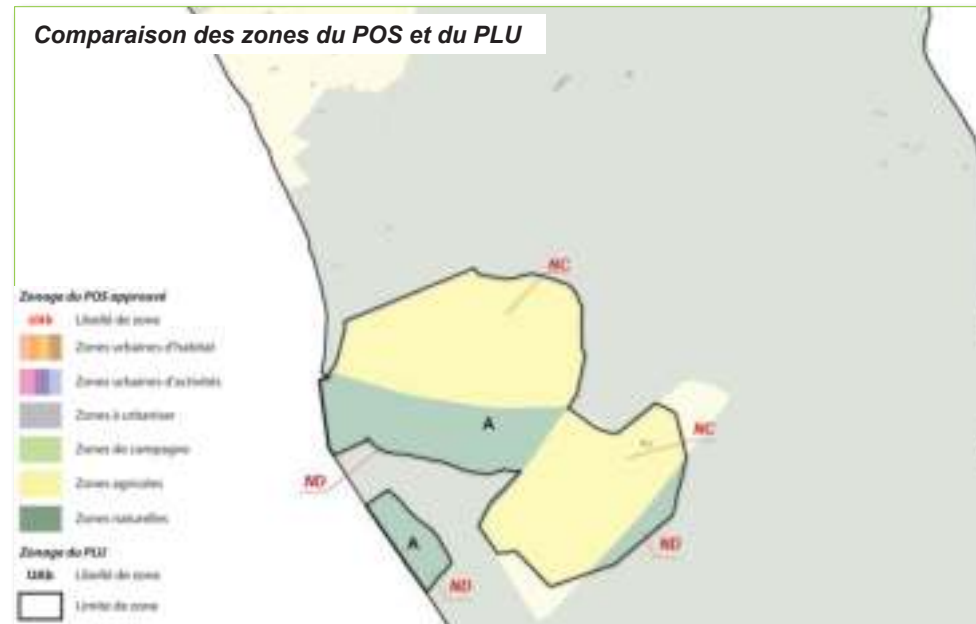 Comparaison des zones du POS et du PLU
NC
A
NC
ND
A
ND
ND
Zonage du POS approuvé
UAb Libellé de zone
Zones urbaines d'habitat
Zones urbaines d'activités
Zones à urbaniser
Zones de campagne
Zones agricoles
Zones naturelles
Zonage du PLU
UAb Libellé de zone
Limite de zone